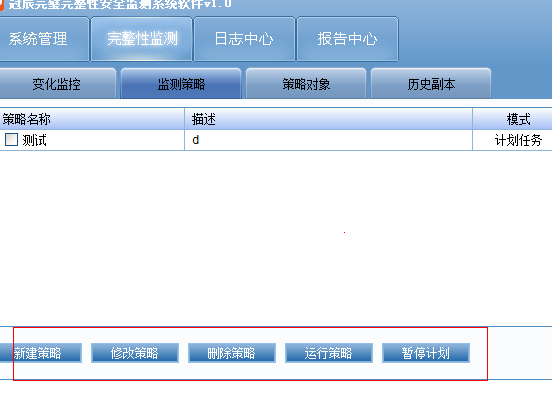 冠辰完璧完整性安全监测系统软件v1.0
系统管理 完整性监测 日志中心 报告中心
变化监控 监测策略 策略对象 历史副本
策略名称 描述 模式
测试 d 计划任务
新建策略 修改策略 删除策略 运行策略 暂停计划